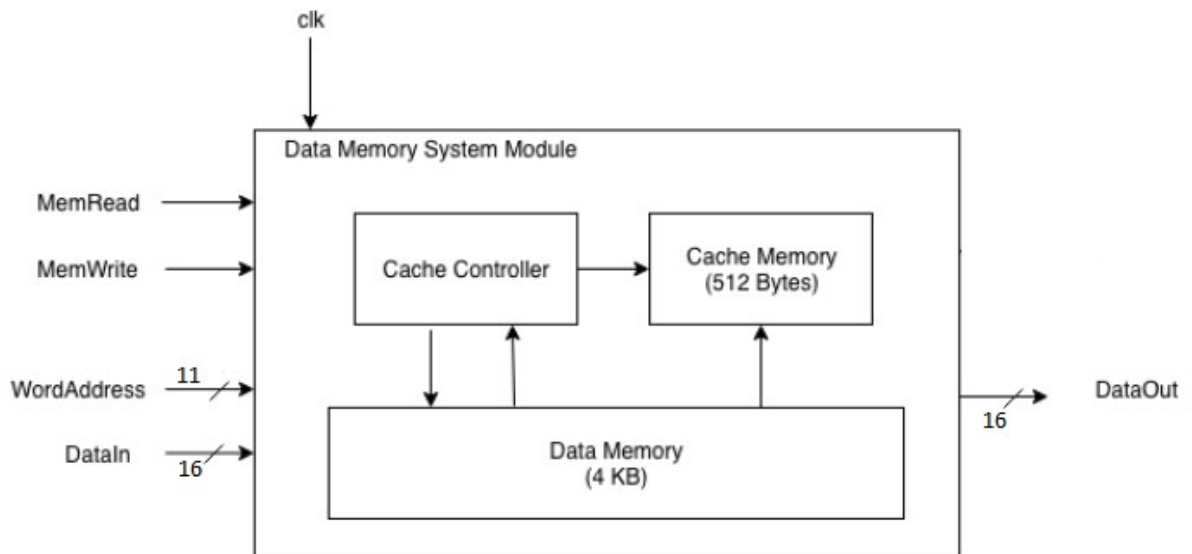 clk
Data Memory System Module
MemRead
MemWrite
Cache Controller
Cache Memory
(512 Bytes)
WordAddress
11
DataIn
16
Data Memory
(4 KB)
16
DataOut